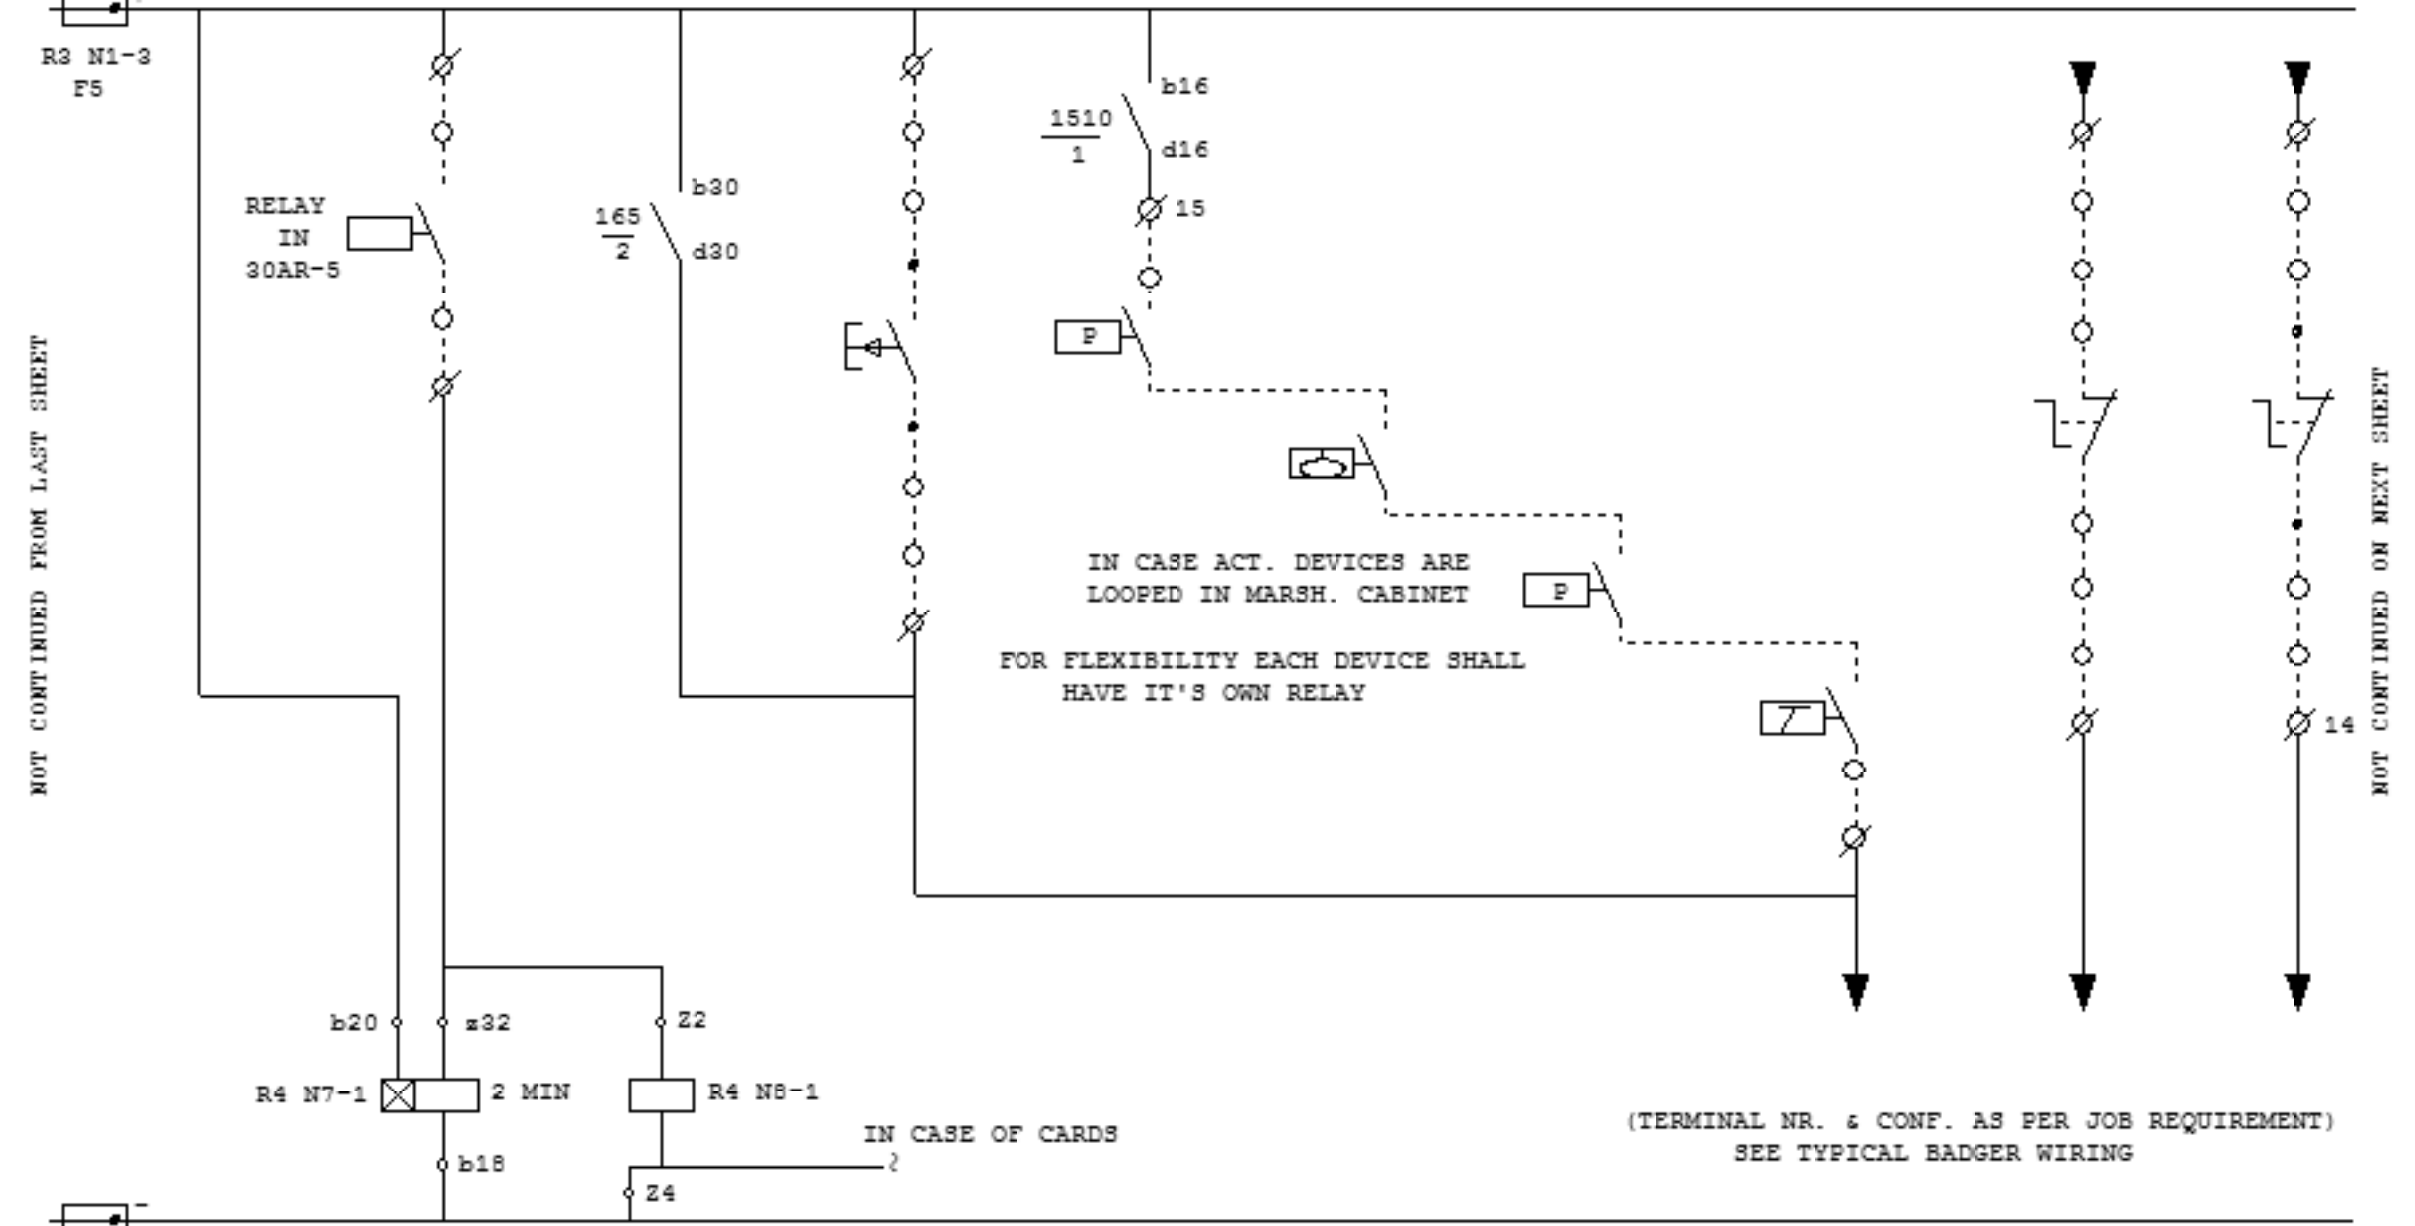 R3 N1-3
F5
NOT CONTINUED FROM LAST SHEET
RELAY
IN
30AR-5
b30
165
2
d30
b16
1510
1
d16
15
P
P
IN CASE ACT. DEVICES ARE
LOOPED IN MARSH. CABINET
FOR FLEXIBILITY EACH DEVICE SHALL
HAVE IT'S OWN RELAY
14
NOT CONTINUED ON NEXT SHEET
b20
z32
Z2
R4 N7-1
2 MIN
R4 N8-1
IN CASE OF CARDS
b18
Z4
(TERMINAL NR. & CONF. AS PER JOB REQUIREMENT)
SEE TYPICAL BADGER WIRING
-